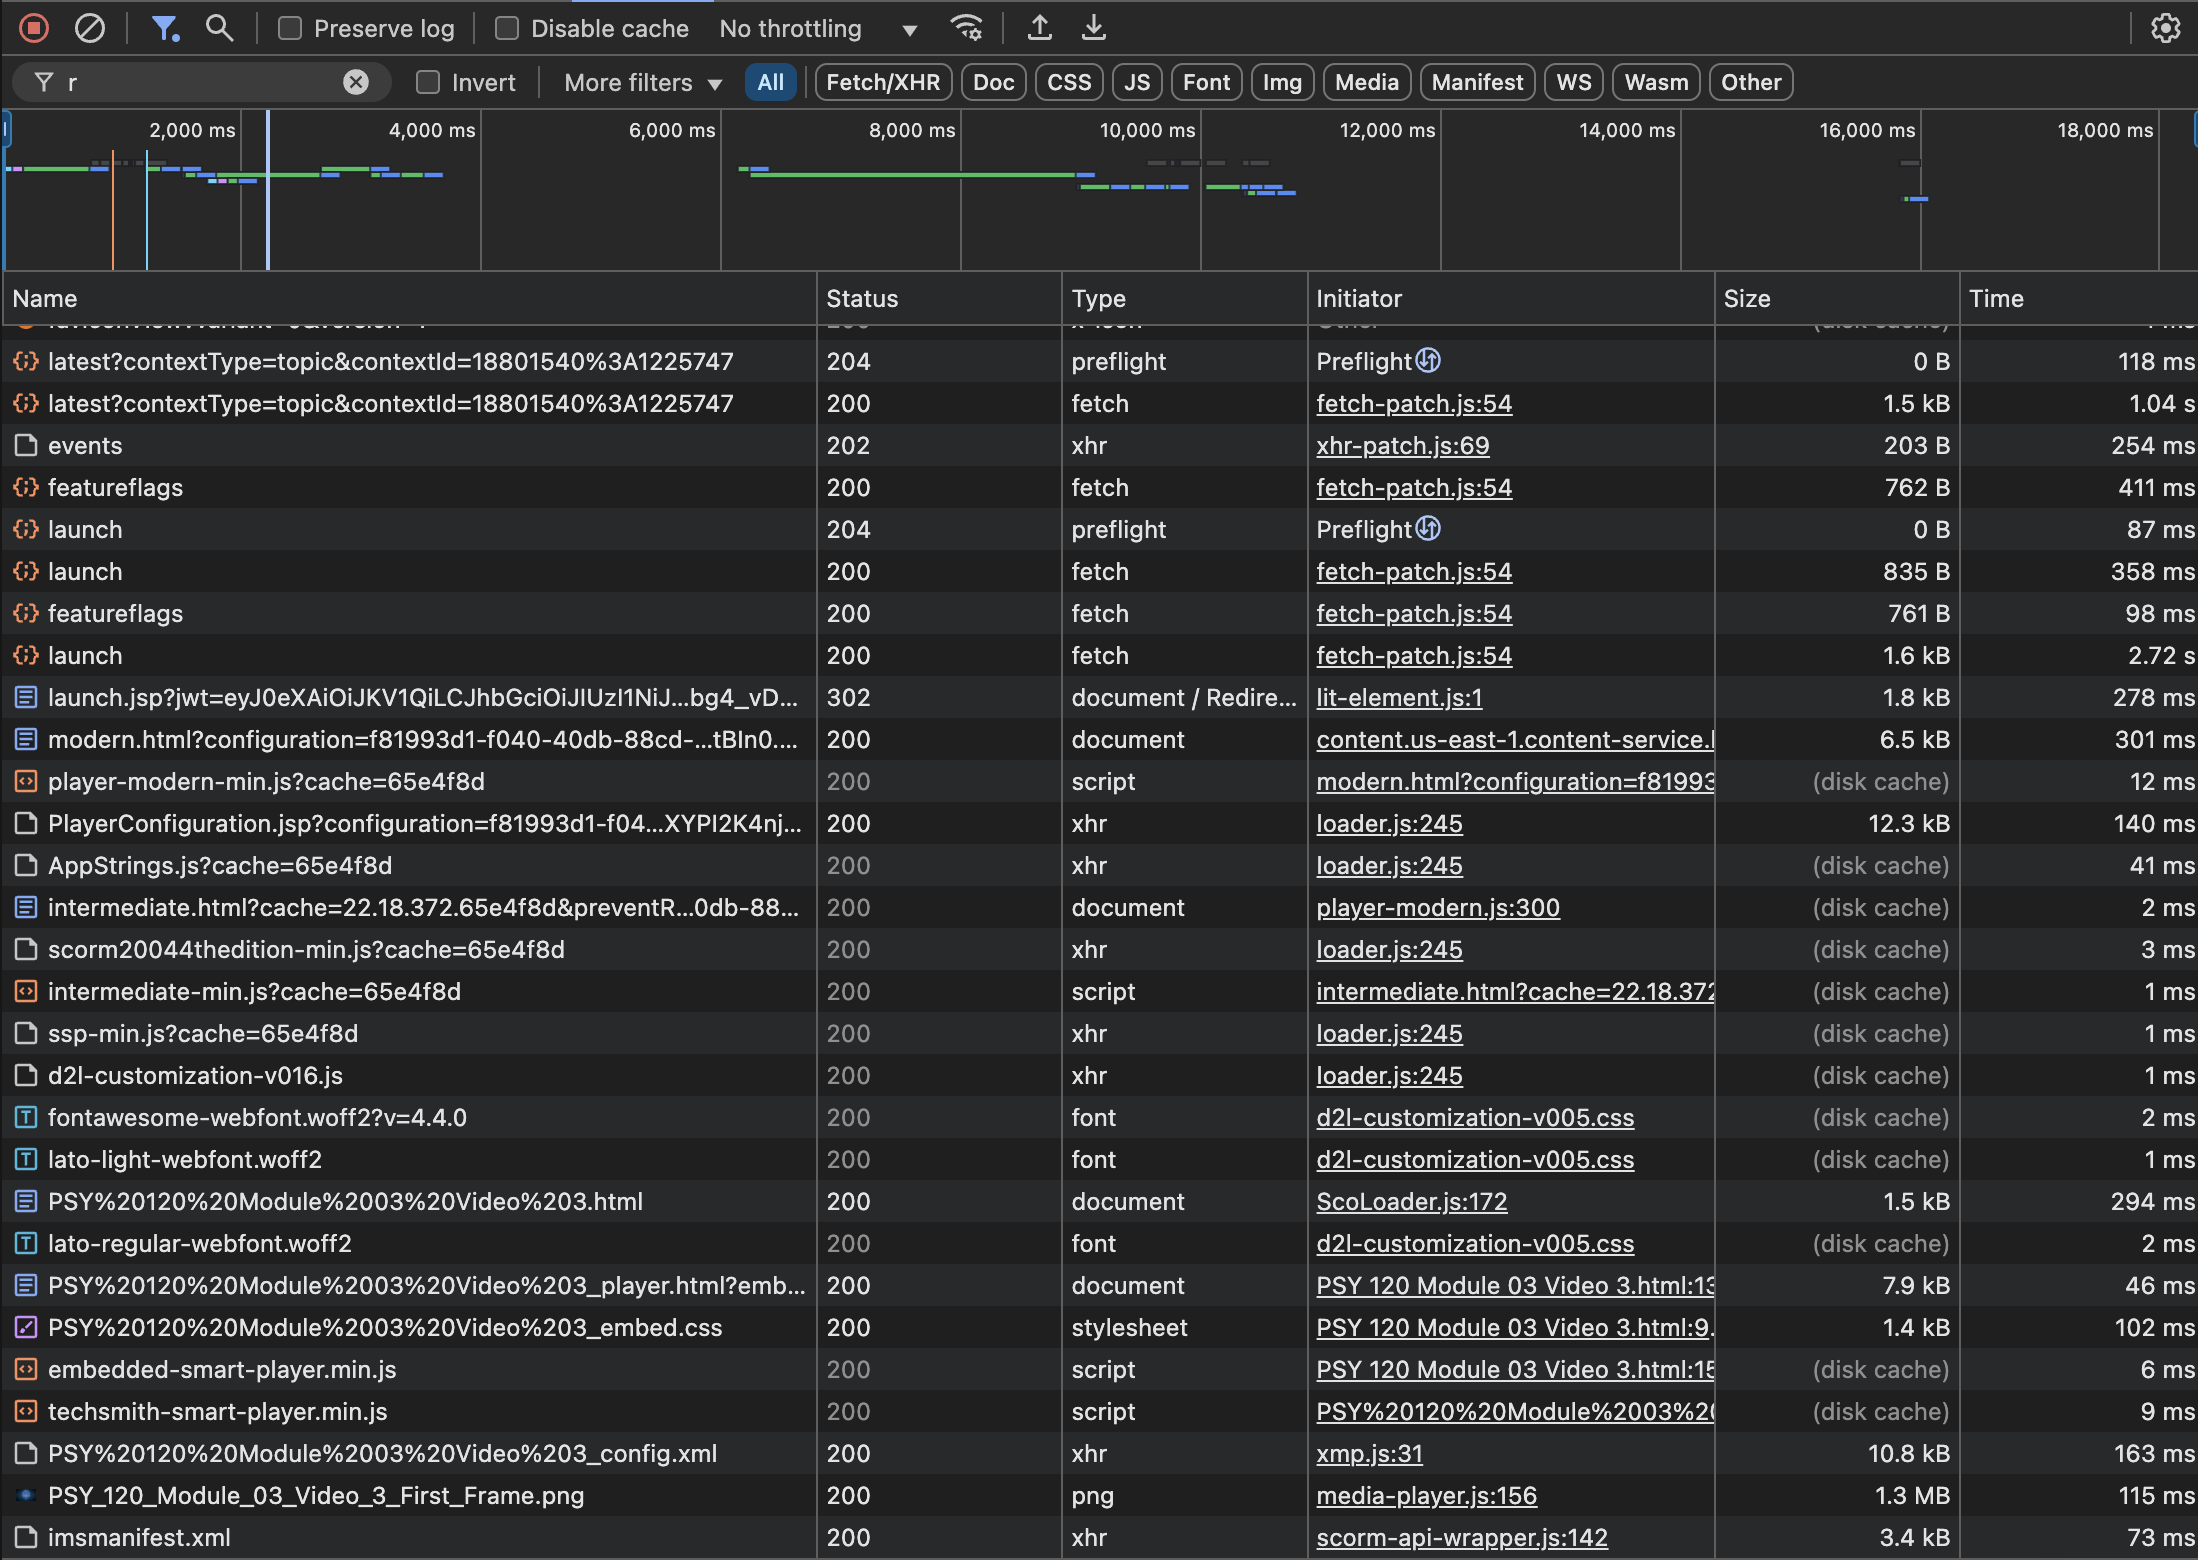 Preserve log Disable cache No throttling
r Invert More filters All Fetch/XHR Doc CSS JS Font Img Media Manifest WS Wasm Other
2,000 ms 4,000 ms 6,000 ms 8,000 ms 10,000 ms 12,000 ms 14,000 ms 16,000 ms 18,000 ms
Name Status Type Initiator Size Time
latest?contextType=topic&contextId=18801540%3A1225747 204 preflight Preflight 0 B 118 ms
latest?contextType=topic&contextId=18801540%3A1225747 200 fetch fetch-patch.js:54 1.5 kB 1.04 s
events 202 xhr xhr-patch.js:69 203 B 254 ms
featureflags 200 fetch fetch-patch.js:54 762 B 411 ms
launch 204 preflight Preflight 0 B 87 ms
launch 200 fetch fetch-patch.js:54 835 B 358 ms
featureflags 200 fetch fetch-patch.js:54 761 B 98 ms
launch 200 fetch fetch-patch.js:54 1.6 kB 2.72 s
launch.jsp?jwt=eyJ0eXAiOiJKV1QiLCJhbGciOiJIUzI1NiJ...bg4_vD... 302 document / Redire... lit-element.js:1 1.8 kB 278 ms
modern.html?configuration=f81993d1-f040-40db-88cd-...tBIn0.... 200 document content.us-east-1.content-service. 6.5 kB 301 ms
player-modern-min.js?cache=65e4f8d 200 script modern.html?configuration=f81993 (disk cache) 12 ms
PlayerConfiguration.jsp?configuration=f81993d1-f04...XYPI2K4nj... 200 xhr loader.js:245 12.3 kB 140 ms
AppStrings.js?cache=65e4f8d 200 xhr loader.js:245 (disk cache) 41 ms
intermediate.html?cache=22.18.372.65e4f8d&preventR...0db-88... 200 document player-modern.js:300 (disk cache) 2 ms
scorm20044thedition-min.js?cache=65e4f8d 200 xhr loader.js:245 (disk cache) 3 ms
intermediate-min.js?cache=65e4f8d 200 script intermediate.html?cache=22.18.372 (disk cache) 1 ms
ssp-min.js?cache=65e4f8d 200 xhr loader.js:245 (disk cache) 1 ms
d2l-customization-v016.js 200 xhr loader.js:245 (disk cache) 1 ms
fontawesome-webfont.woff2?v=4.4.0 200 font d2l-customization-v005.css (disk cache) 2 ms
lato-light-webfont.woff2 200 font d2l-customization-v005.css (disk cache) 1 ms
PSY%20120%20Module%2003%20Video%203.html 200 document ScoLoader.js:172 1.5 kB 294 ms
lato-regular-webfont.woff2 200 font d2l-customization-v005.css (disk cache) 2 ms
PSY%20120%20Module%2003%20Video%203_player.html?emb... 200 document PSY 120 Module 03 Video 3.html:13 7.9 kB 46 ms
PSY%20120%20Module%2003%20Video%203_embed.css 200 stylesheet PSY 120 Module 03 Video 3.html:9. 1.4 kB 102 ms
embedded-smart-player.min.js 200 script PSY 120 Module 03 Video 3.html:15 (disk cache) 6 ms
techsmith-smart-player.min.js 200 script PSY%20120%20Module%2003%20 (disk cache) 9 ms
PSY%20120%20Module%2003%20Video%203_config.xml 200 xhr xmp.js:31 10.8 kB 163 ms
PSY_120_Module_03_Video_3_First_Frame.png 200 png media-player.js:156 1.3 MB 115 ms
imsmanifest.xml 200 xhr scorm-api-wrapper.js:142 3.4 kB 73 ms